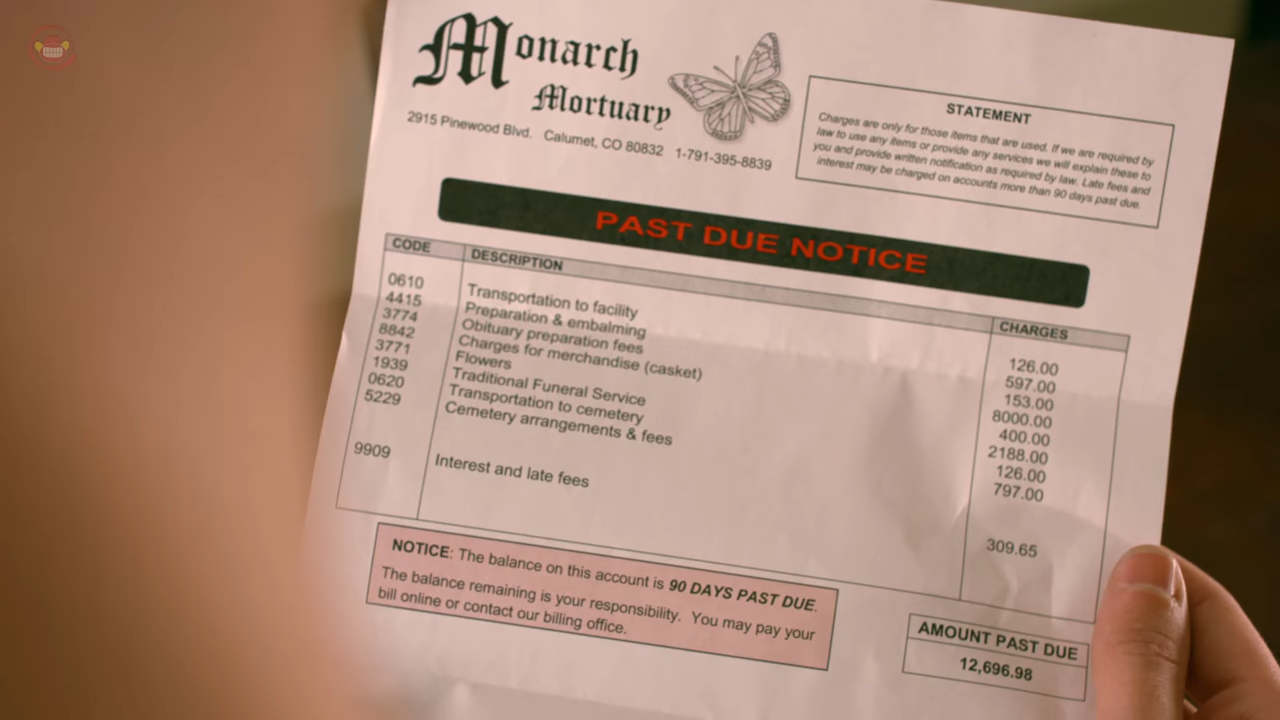 Monarch
Mortuary
2915 Pinewood Blvd. Calumet, CO 80832 1-791-395-8839
STATEMENT
Charges are only for those items that are used. If we are required by
law to use any items or provide any services we will explain these to
you and provide written notification as required by law. Late fees and
interest may be charged on accounts more than 90 days past due.
PAST DUE NOTICE
CODE DESCRIPTION CHARGES
0610 Transportation to facility 126.00
4415 Preparation & embalming 597.00
3774 Obituary preparation fees 153.00
8842 Charges for merchandise (casket) 8000.00
3771 Flowers 400.00
1939 Traditional Funeral Service 2188.00
0620 Transportation to cemetery 126.00
5229 Cemetery arrangements & fees 797.00
9909 Interest and late fees 309.65
NOTICE: The balance on this account is 90 DAYS PAST DUE.
The balance remaining is your responsibility. You may pay your
bill online or contact our billing office.
AMOUNT PAST DUE
12,696.98